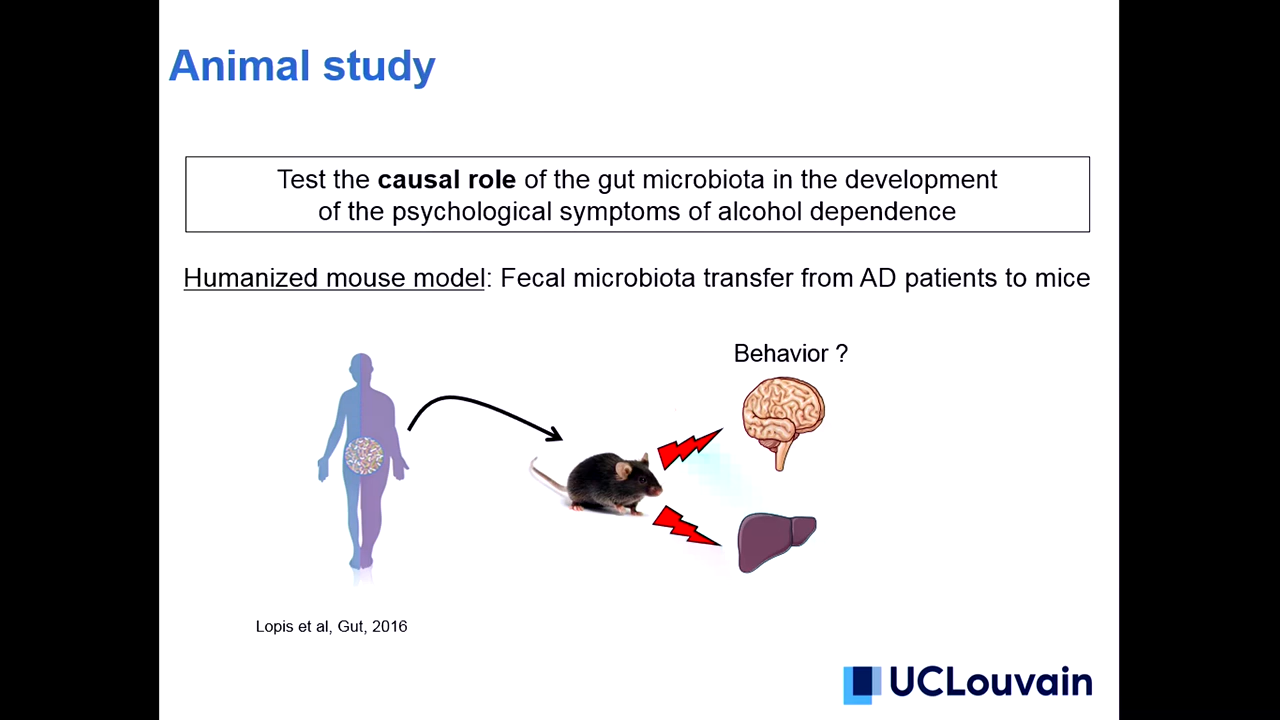 Animal study
Test the causal role of the gut microbiota in the development
of the psychological symptoms of alcohol dependence
Humanized mouse model: Fecal microbiota transfer from AD patients to mice
Behavior ?
Lopis et al, Gut, 2016
UCLouvain